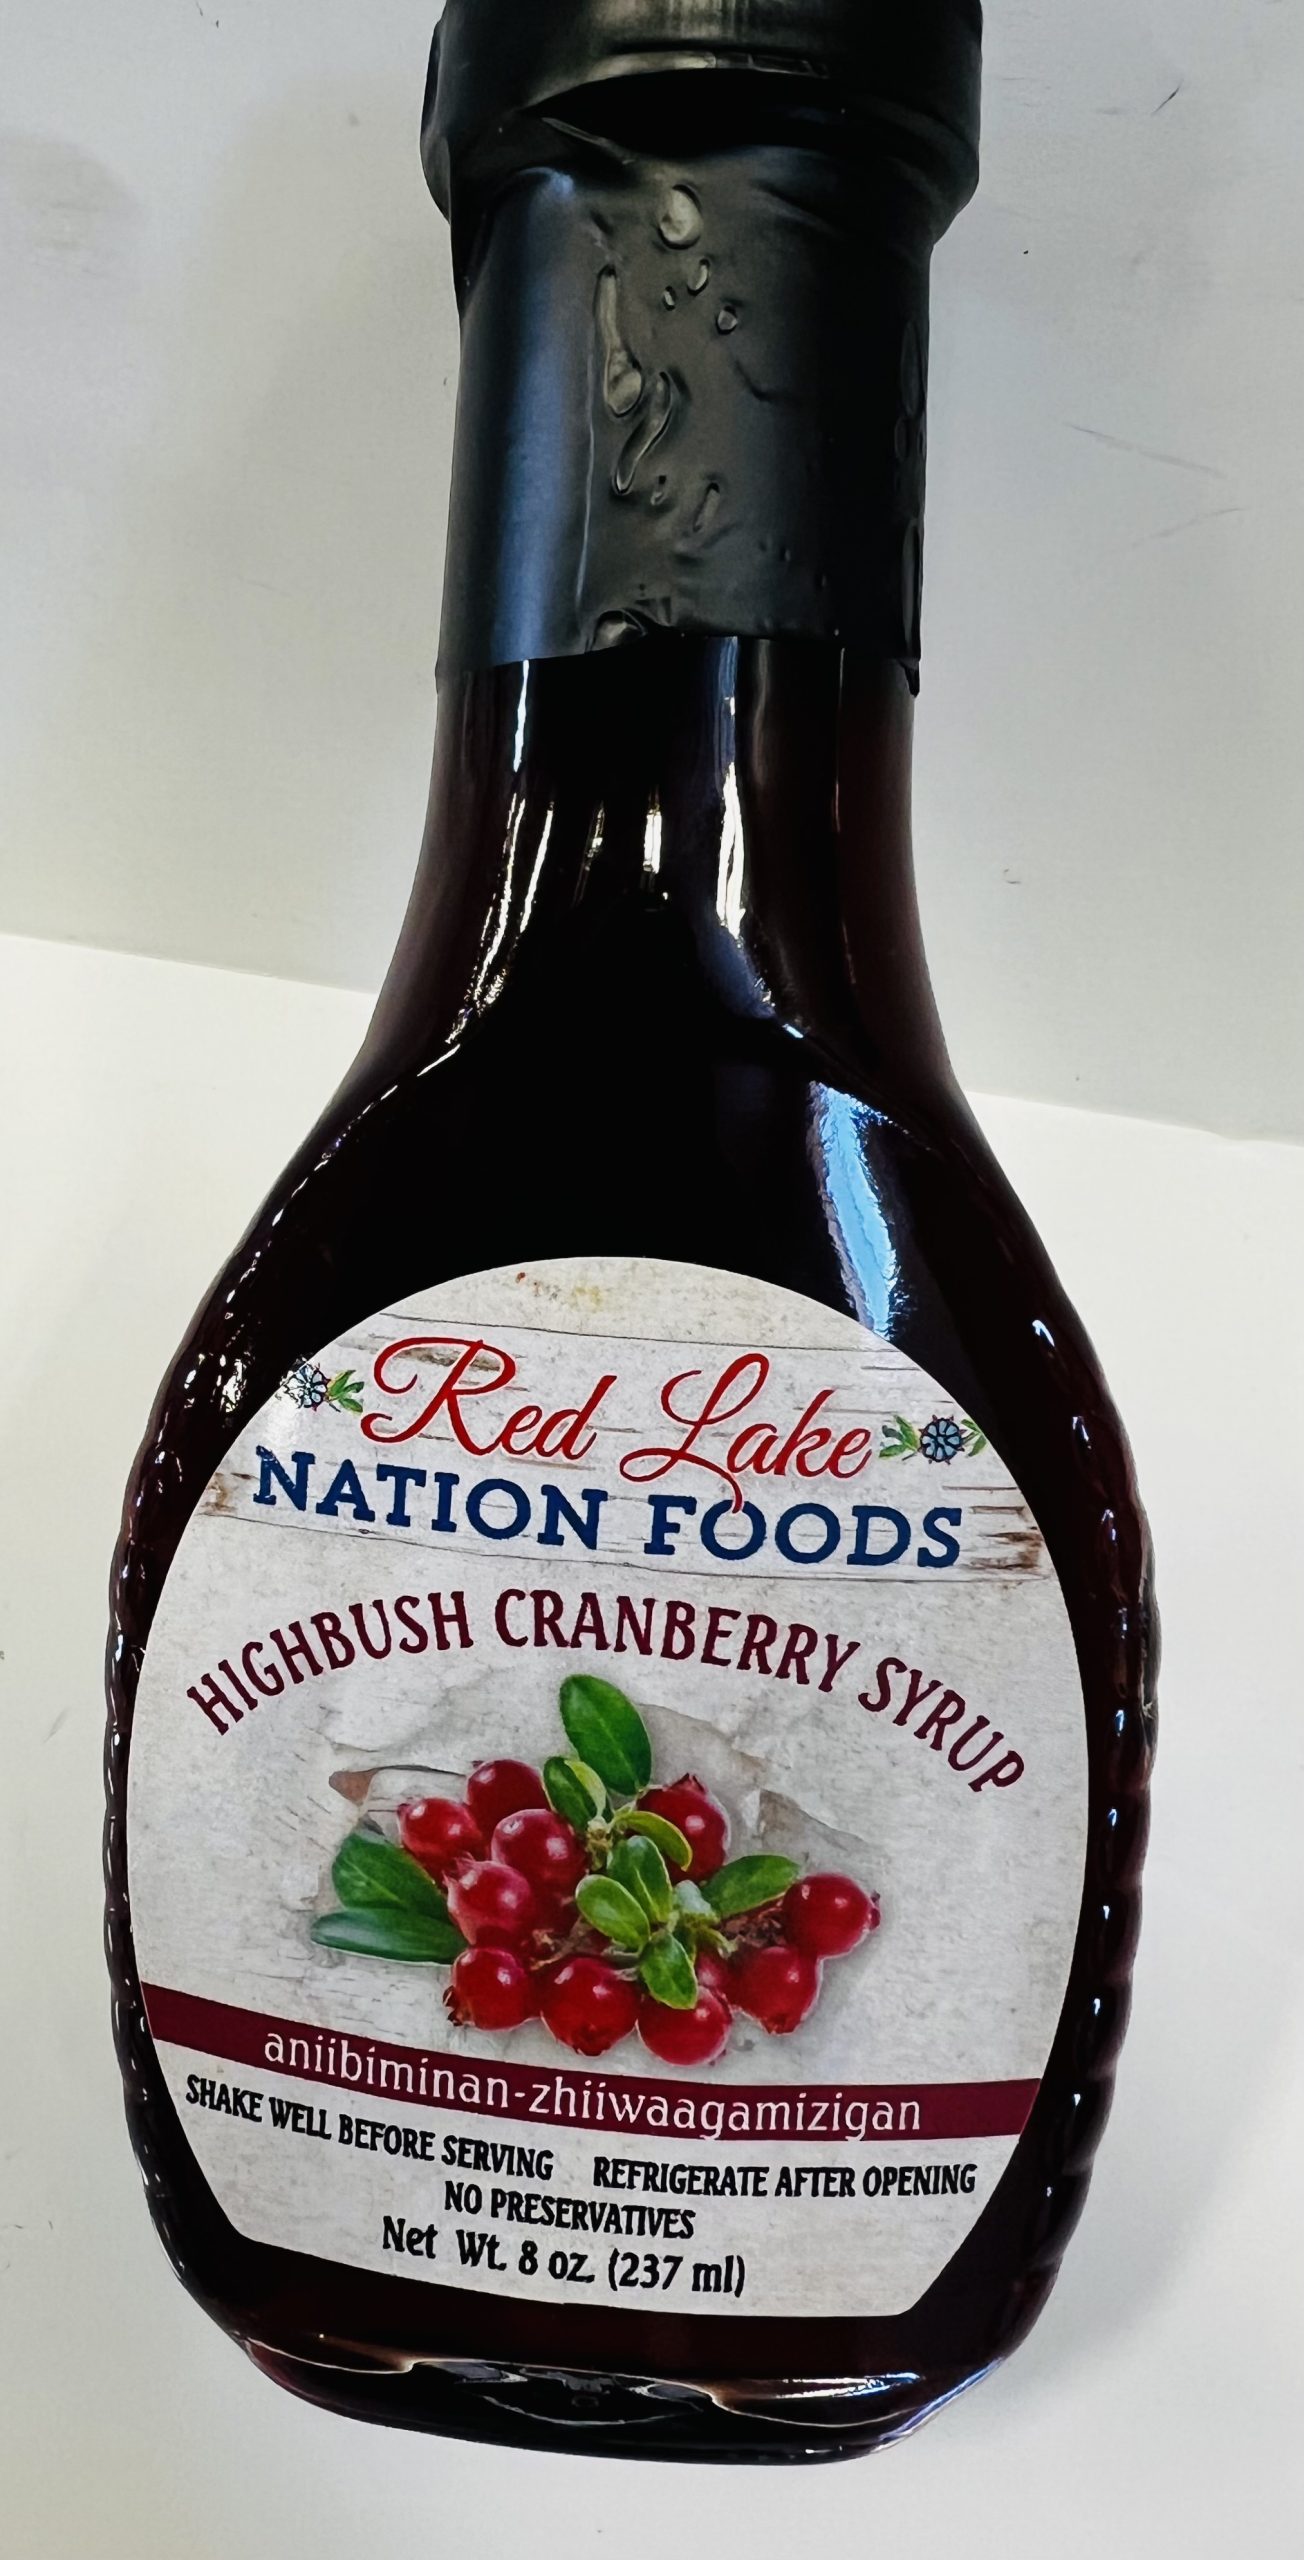 Red Lake
NATION FOODS
HIGHBUSH CRANBERRY SYRUP
aniibiminan-zhiiwaagamizigan
SHAKE WELL BEFORE SERVING REFRIGERATE AFTER OPENING
NO PRESERVATIVES
Net Wt. 8 oz. (237 ml)